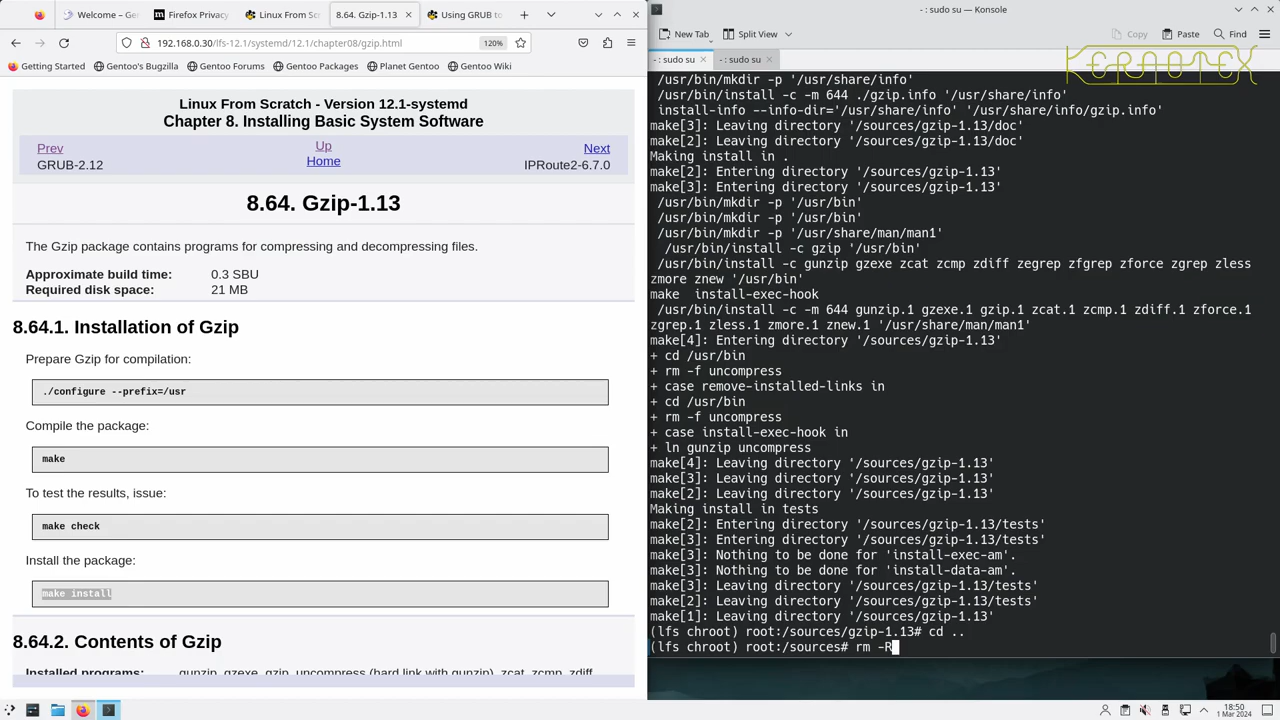 Welcome – Ge
Firefox Privacy
Linux From Scr
8.64. Gzip-1.13
Using GRUB to
192.168.0.30/lfs-12.1/systemd/12.1/chapter08/gzip.html
120%
Getting Started
Gentoo's Bugzilla
Gentoo Forums
Gentoo Packages
Planet Gentoo
Gentoo Wiki
Linux From Scratch - Version 12.1-systemd
Chapter 8. Installing Basic System Software
Prev
Up
Next
GRUB-2.12
Home
IPRoute2-6.7.0
8.64. Gzip-1.13
The Gzip package contains programs for compressing and decompressing files.
Approximate build time: 0.3 SBU
Required disk space: 21 MB
8.64.1. Installation of Gzip
Prepare Gzip for compilation:
./configure --prefix=/usr
Compile the package:
make
To test the results, issue:
make check
Install the package:
make install
8.64.2. Contents of Gzip
Installed programs: gunzip, gzexe, gzip, uncompress (hard link with gunzip), zcat, zcmp, zdiff,
- : sudo su — Konsole
New Tab
Split View
Copy
Paste
Find
- : sudo su
- : sudo su
KERNOTEX
/usr/bin/mkdir -p '/usr/share/info'
/usr/bin/install -c -m 644 ./gzip.info '/usr/share/info'
install-info --info-dir='/usr/share/info' '/usr/share/info/gzip.info'
make[3]: Leaving directory '/sources/gzip-1.13/doc'
make[2]: Leaving directory '/sources/gzip-1.13/doc'
Making install in .
make[2]: Entering directory '/sources/gzip-1.13'
make[3]: Entering directory '/sources/gzip-1.13'
/usr/bin/mkdir -p '/usr/bin'
/usr/bin/mkdir -p '/usr/bin'
/usr/bin/mkdir -p '/usr/share/man/man1'
/usr/bin/install -c gzip '/usr/bin'
/usr/bin/install -c gunzip gzexe zcat zcmp zdiff zegrep zfgrep zforce zgrep zless
zmore znew '/usr/bin'
make  install-exec-hook
/usr/bin/install -c -m 644 gunzip.1 gzexe.1 gzip.1 zcat.1 zcmp.1 zdiff.1 zforce.1
zgrep.1 zless.1 zmore.1 znew.1 '/usr/share/man/man1'
make[4]: Entering directory '/sources/gzip-1.13'
+ cd /usr/bin
+ rm -f uncompress
+ case remove-installed-links in
+ cd /usr/bin
+ rm -f uncompress
+ case install-exec-hook in
+ ln gunzip uncompress
make[4]: Leaving directory '/sources/gzip-1.13'
make[3]: Leaving directory '/sources/gzip-1.13'
make[2]: Leaving directory '/sources/gzip-1.13'
Making install in tests
make[2]: Entering directory '/sources/gzip-1.13/tests'
make[3]: Entering directory '/sources/gzip-1.13/tests'
make[3]: Nothing to be done for 'install-exec-am'.
make[3]: Nothing to be done for 'install-data-am'.
make[3]: Leaving directory '/sources/gzip-1.13/tests'
make[2]: Leaving directory '/sources/gzip-1.13/tests'
make[1]: Leaving directory '/sources/gzip-1.13'
(lfs chroot) root:/sources/gzip-1.13# cd ..
(lfs chroot) root:/sources# rm -R
18:50
1 Mar 2024